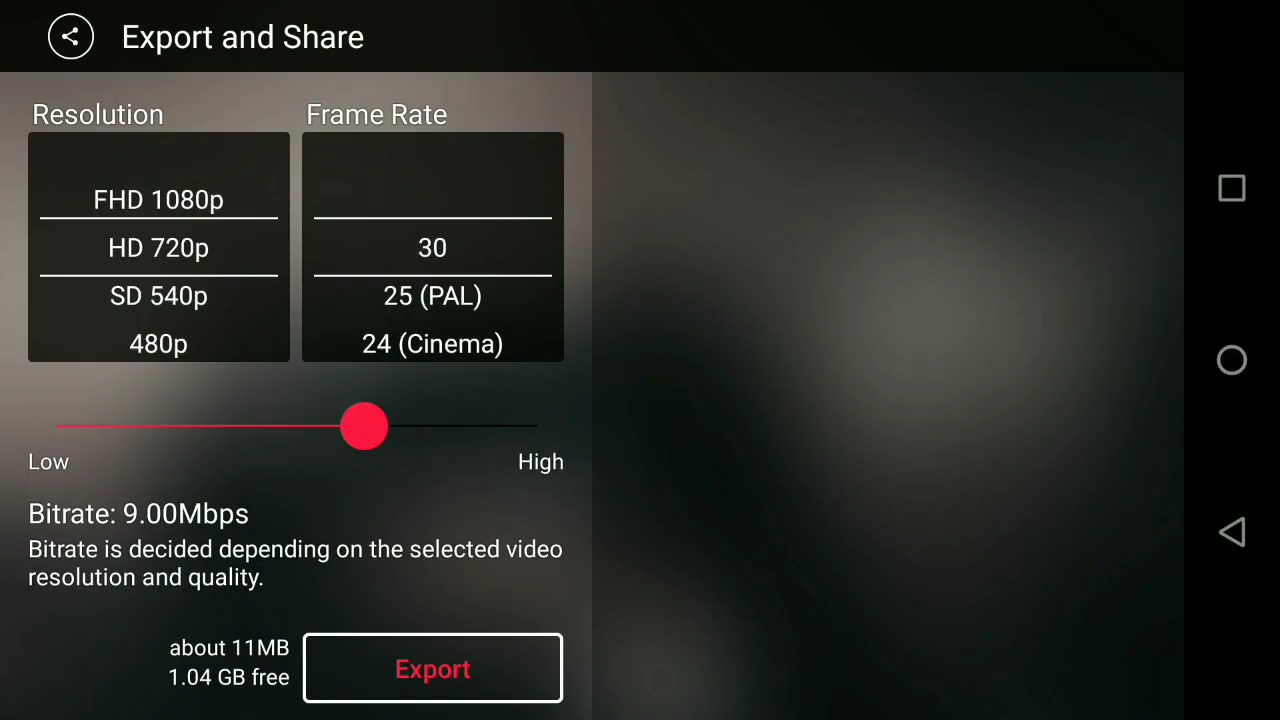 Export and Share
Resolution
Frame Rate
FHD 1080p
HD 720p
SD 540p
480p
30
25 (PAL)
24 (Cinema)
Low
High
Bitrate: 9.00Mbps
Bitrate is decided depending on the selected video
resolution and quality.
about 11MB
1.04 GB free
Export